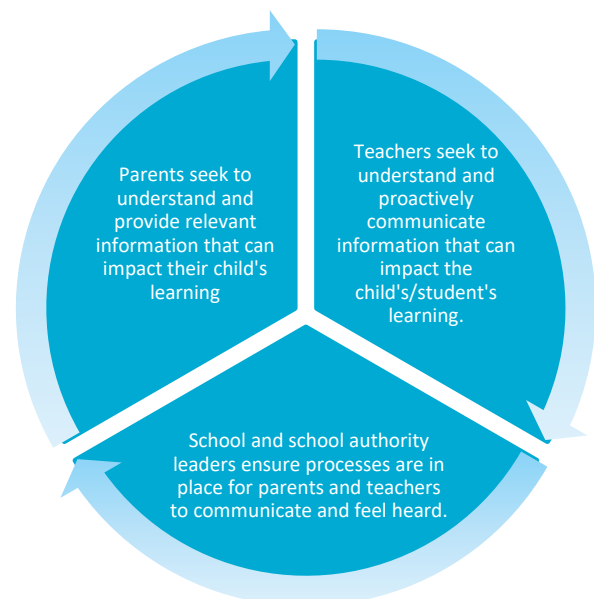 Parents seek to
understand and
provide relevant
information that can
impact their child's
learning
Teachers seek to
understand and
proactively
communicate
information that can
impact the
child's/student's
learning.
School and school authority
leaders ensure processes are in
place for parents and teachers
to communicate and feel heard.